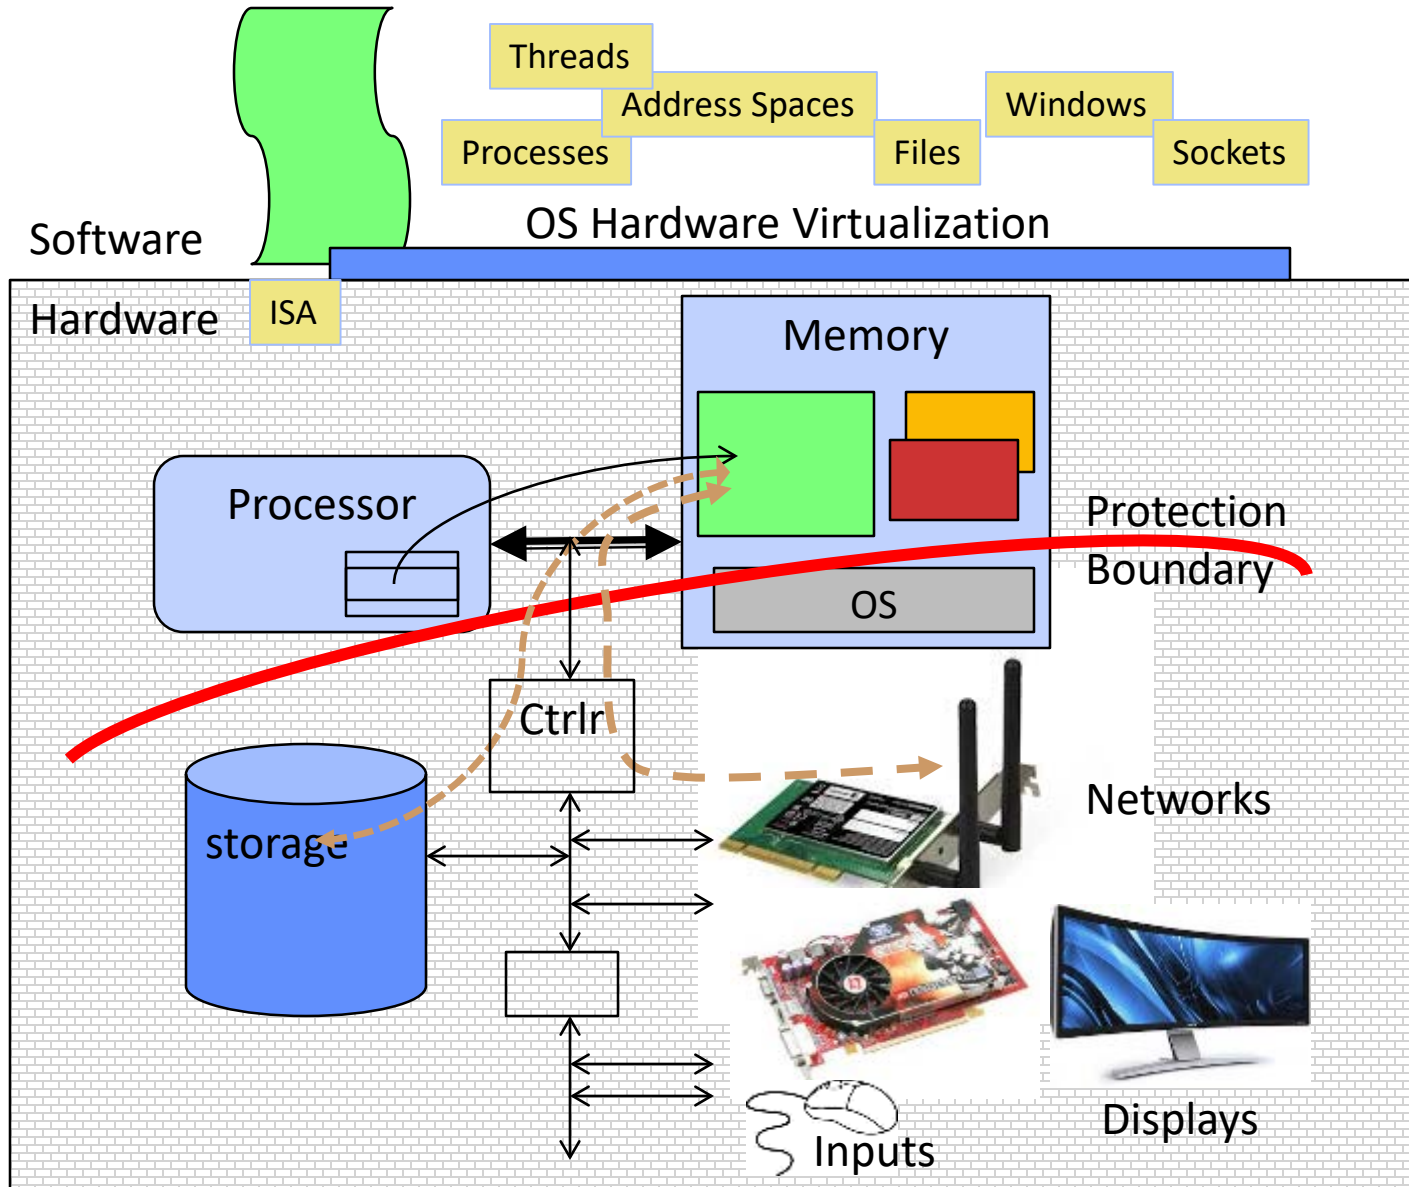 Threads
Address Spaces
Windows
Processes
Files
Sockets
OS Hardware Virtualization
Software
Hardware
ISA
Memory
Processor
Protection
Boundary
OS
Ctrlr
storage
Networks
Displays
Inputs